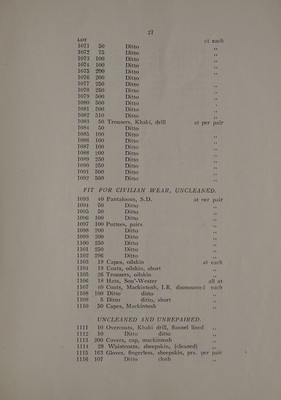 27
LOT at each
1071 50 Ditto ,,
1072 75 Ditto ,,
1073 100 Ditto ,,
1074 100 Ditto ,,
1075 200 Ditto ,,
1076 200 Ditto ,,
1077 250 Ditto ,,
1078 250 Ditto ,,
1079 500 Ditto ,,
1080 500 Ditto ,,
1081 500 Ditto ,,
1082 510 Ditto ,,
1083 50 Trousers, Khaki, drill at per pair
1084 50 Ditto ,,
1085 100 Ditto ,,
1086 100 Ditto ,,
1087 100 Ditto ,,
1088 200 Ditto ,,
1089 250 Ditto ,,
1090 250 Ditto ,,
1091 500 Ditto ,,
1092 500 Ditto ,,
FIT FOR CIVILIAN WEAR, UNCLEANED.
1093 40 Pantaloons, S.D. at per pair
1094 50 Ditto ,,
1095 50 Ditto ,,
1096 100 Ditto ,,
1097 100 Puttees, pairs ,,
1098 200 Ditto ,,
1099 200 Ditto ,,
1100 250 Ditto ,,
1101 250 Ditto ,,
1102 296 Ditto ,,
1103 19 Capes, oilskin at each
1104 13 Coats, oilskin, short ,,
1105 26 Trousers, oilskin ,,
1106 18 Hats, Sou'-Wester all at
1107 40 Coats, Mackintosh, I.R. dismounted each
1108 100 Ditto ditto ,,
1109 8 Ditto ditto, short ,,
1110 50 Capes, Mackintosh ,,
UNCLEANED AND UNREPAIRED.
1111 10 Overcoats, Khaki drill, flannel lined ,,
1112 10 Ditto ditto ,,
1113 200 Covers, cap, mackintosh ,,
1114 28 Waistcoats, sheepskin, (cleaned) ,,
1115 163 Gloves, fingerless, sheepskin, prs. per pair
1116 107 Ditto cloth ,,